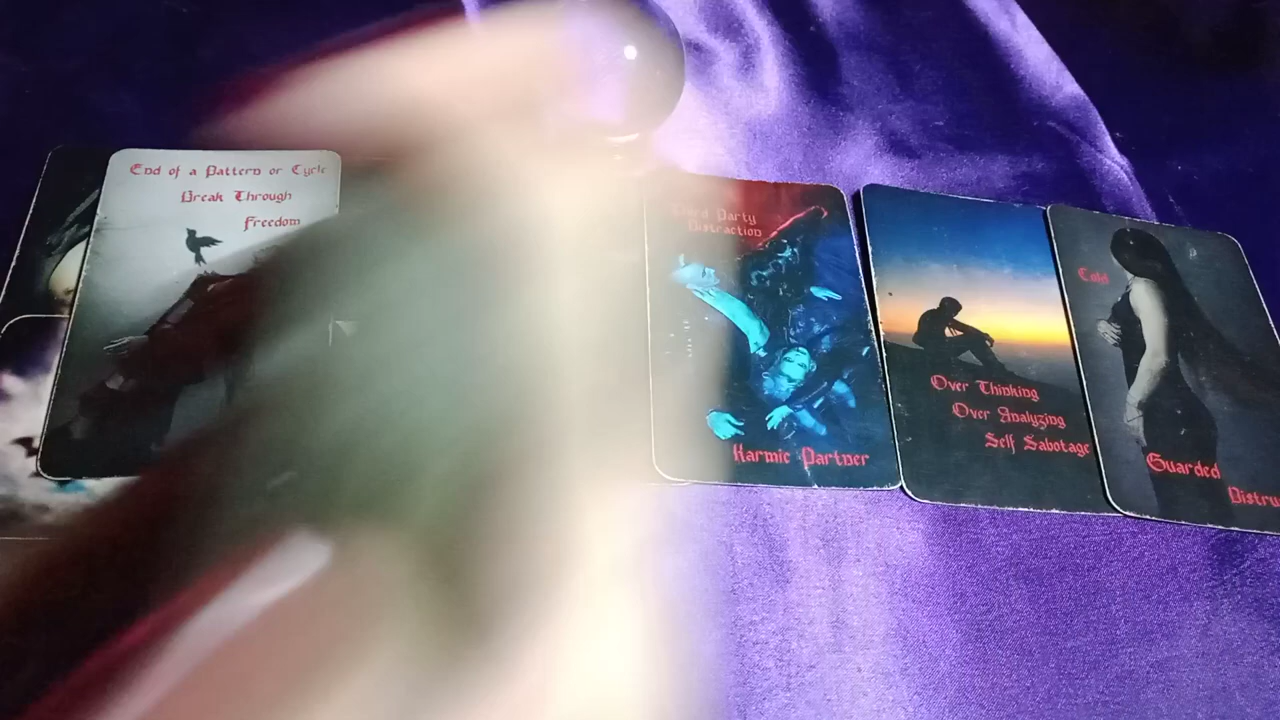 End of a Pattern or Cycle
Break Through
Freedom
Third Party
Distraction
Karmic Partner
Over Thinking
Over Analyzing
Self Sabotage
Cold
Guarded